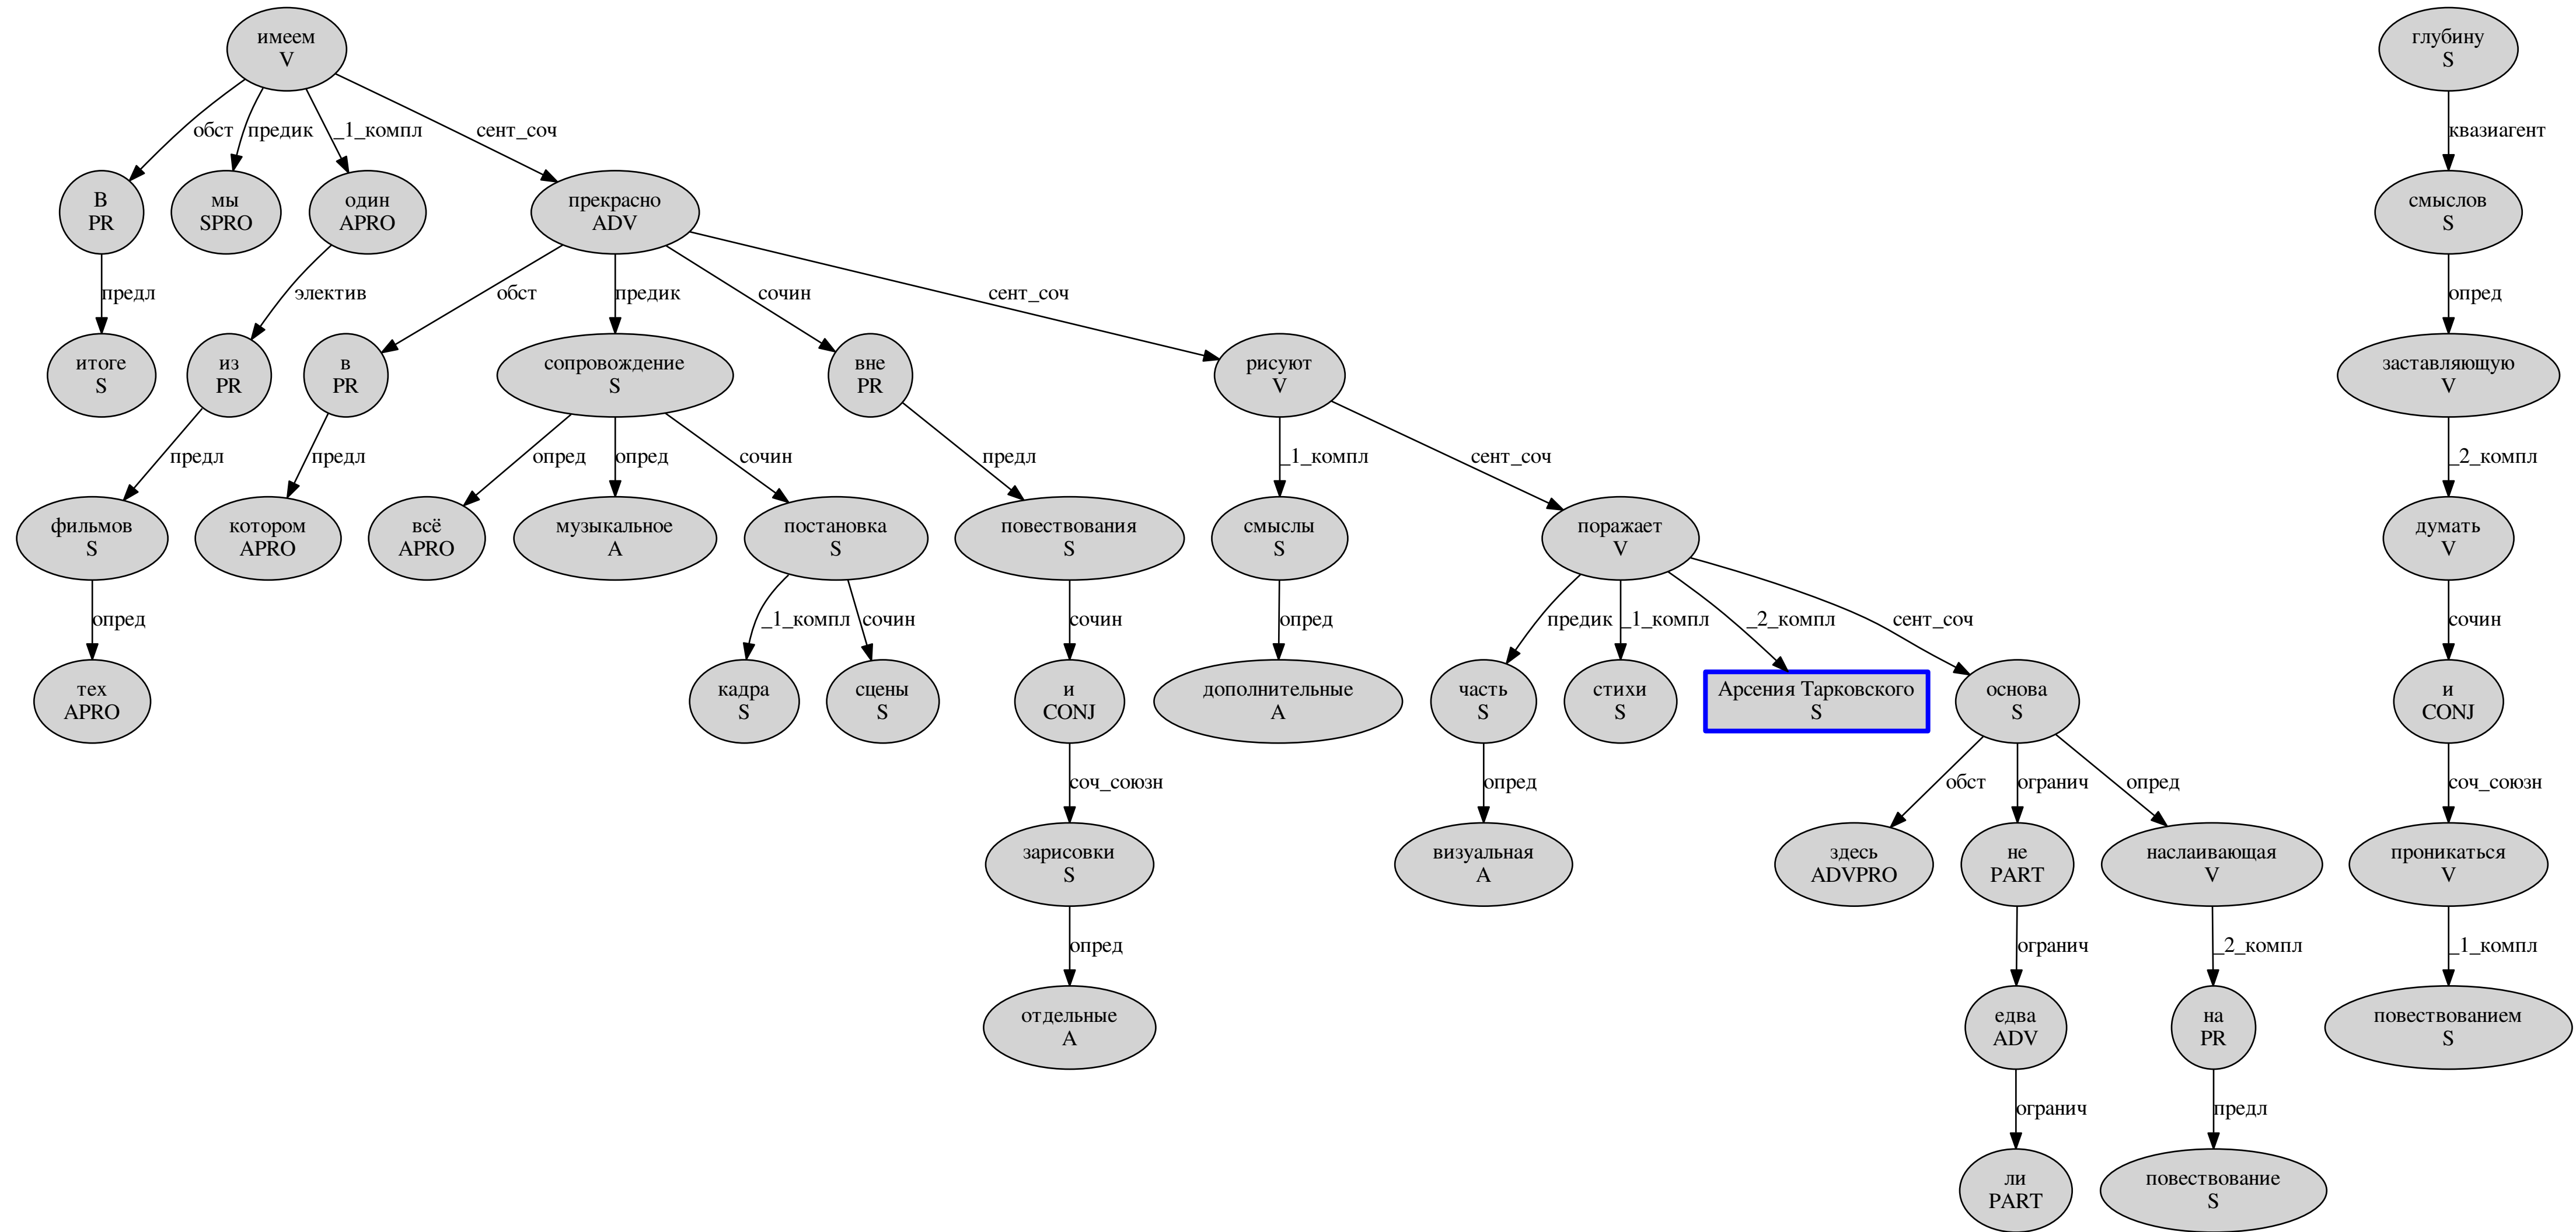 имеем
V
глубину
S
обст
предик
_1_компл
сент_соч
квазиагент
В
PR
мы
SPRO
один
APRO
прекрасно
ADV
смыслов
S
предл
электив
обст
предик
сочин
сент_соч
опред
итоге
S
из
PR
в
PR
сопровождение
S
вне
PR
рисуют
V
заставляющую
V
предл
предл
опред
опред
сочин
предл
_1_компл
сент_соч
_2_компл
фильмов
S
котором
APRO
всё
APRO
музыкальное
A
постановка
S
повествования
S
смыслы
S
поражает
V
думать
V
опред
_1_компл
сочин
сочин
опред
предик
_1_компл
_2_компл
сент_соч
сочин
тех
APRO
кадра
S
сцены
S
и
CONJ
дополнительные
A
часть
S
стихи
S
Арсения Тарковского
S
основа
S
и
CONJ
соч_союзн
опред
обст
огранич
опред
соч_союзн
зарисовки
S
визуальная
A
здесь
ADVPRO
не
PART
наслаивающая
V
проникаться
V
опред
огранич
_2_компл
_1_компл
отдельные
A
едва
ADV
на
PR
повествованием
S
огранич
предл
ли
PART
повествование
S